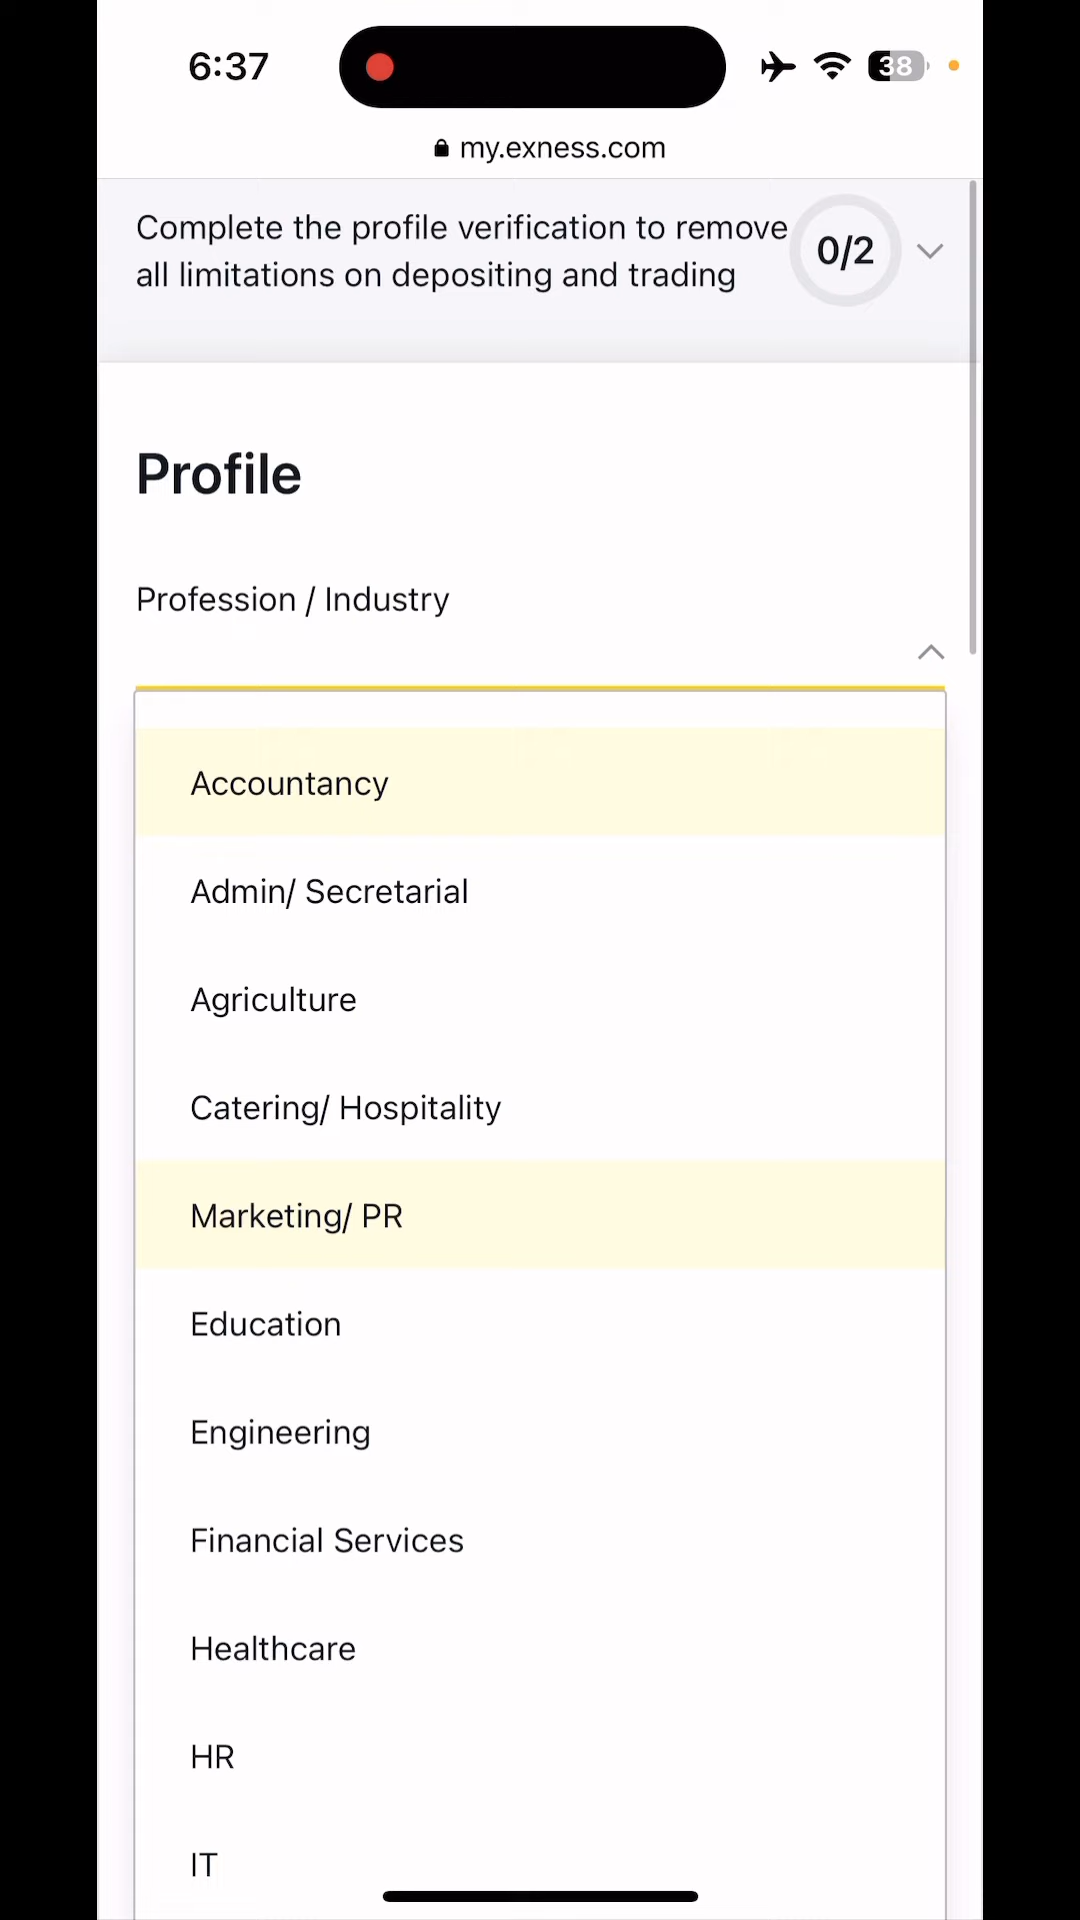 6:37
38
my.exness.com
Complete the profile verification to remove
all limitations on depositing and trading
0/2
Profile
Profession / Industry
Accountancy
Admin/ Secretarial
Agriculture
Catering/ Hospitality
Marketing/ PR
Education
Engineering
Financial Services
Healthcare
HR
IT